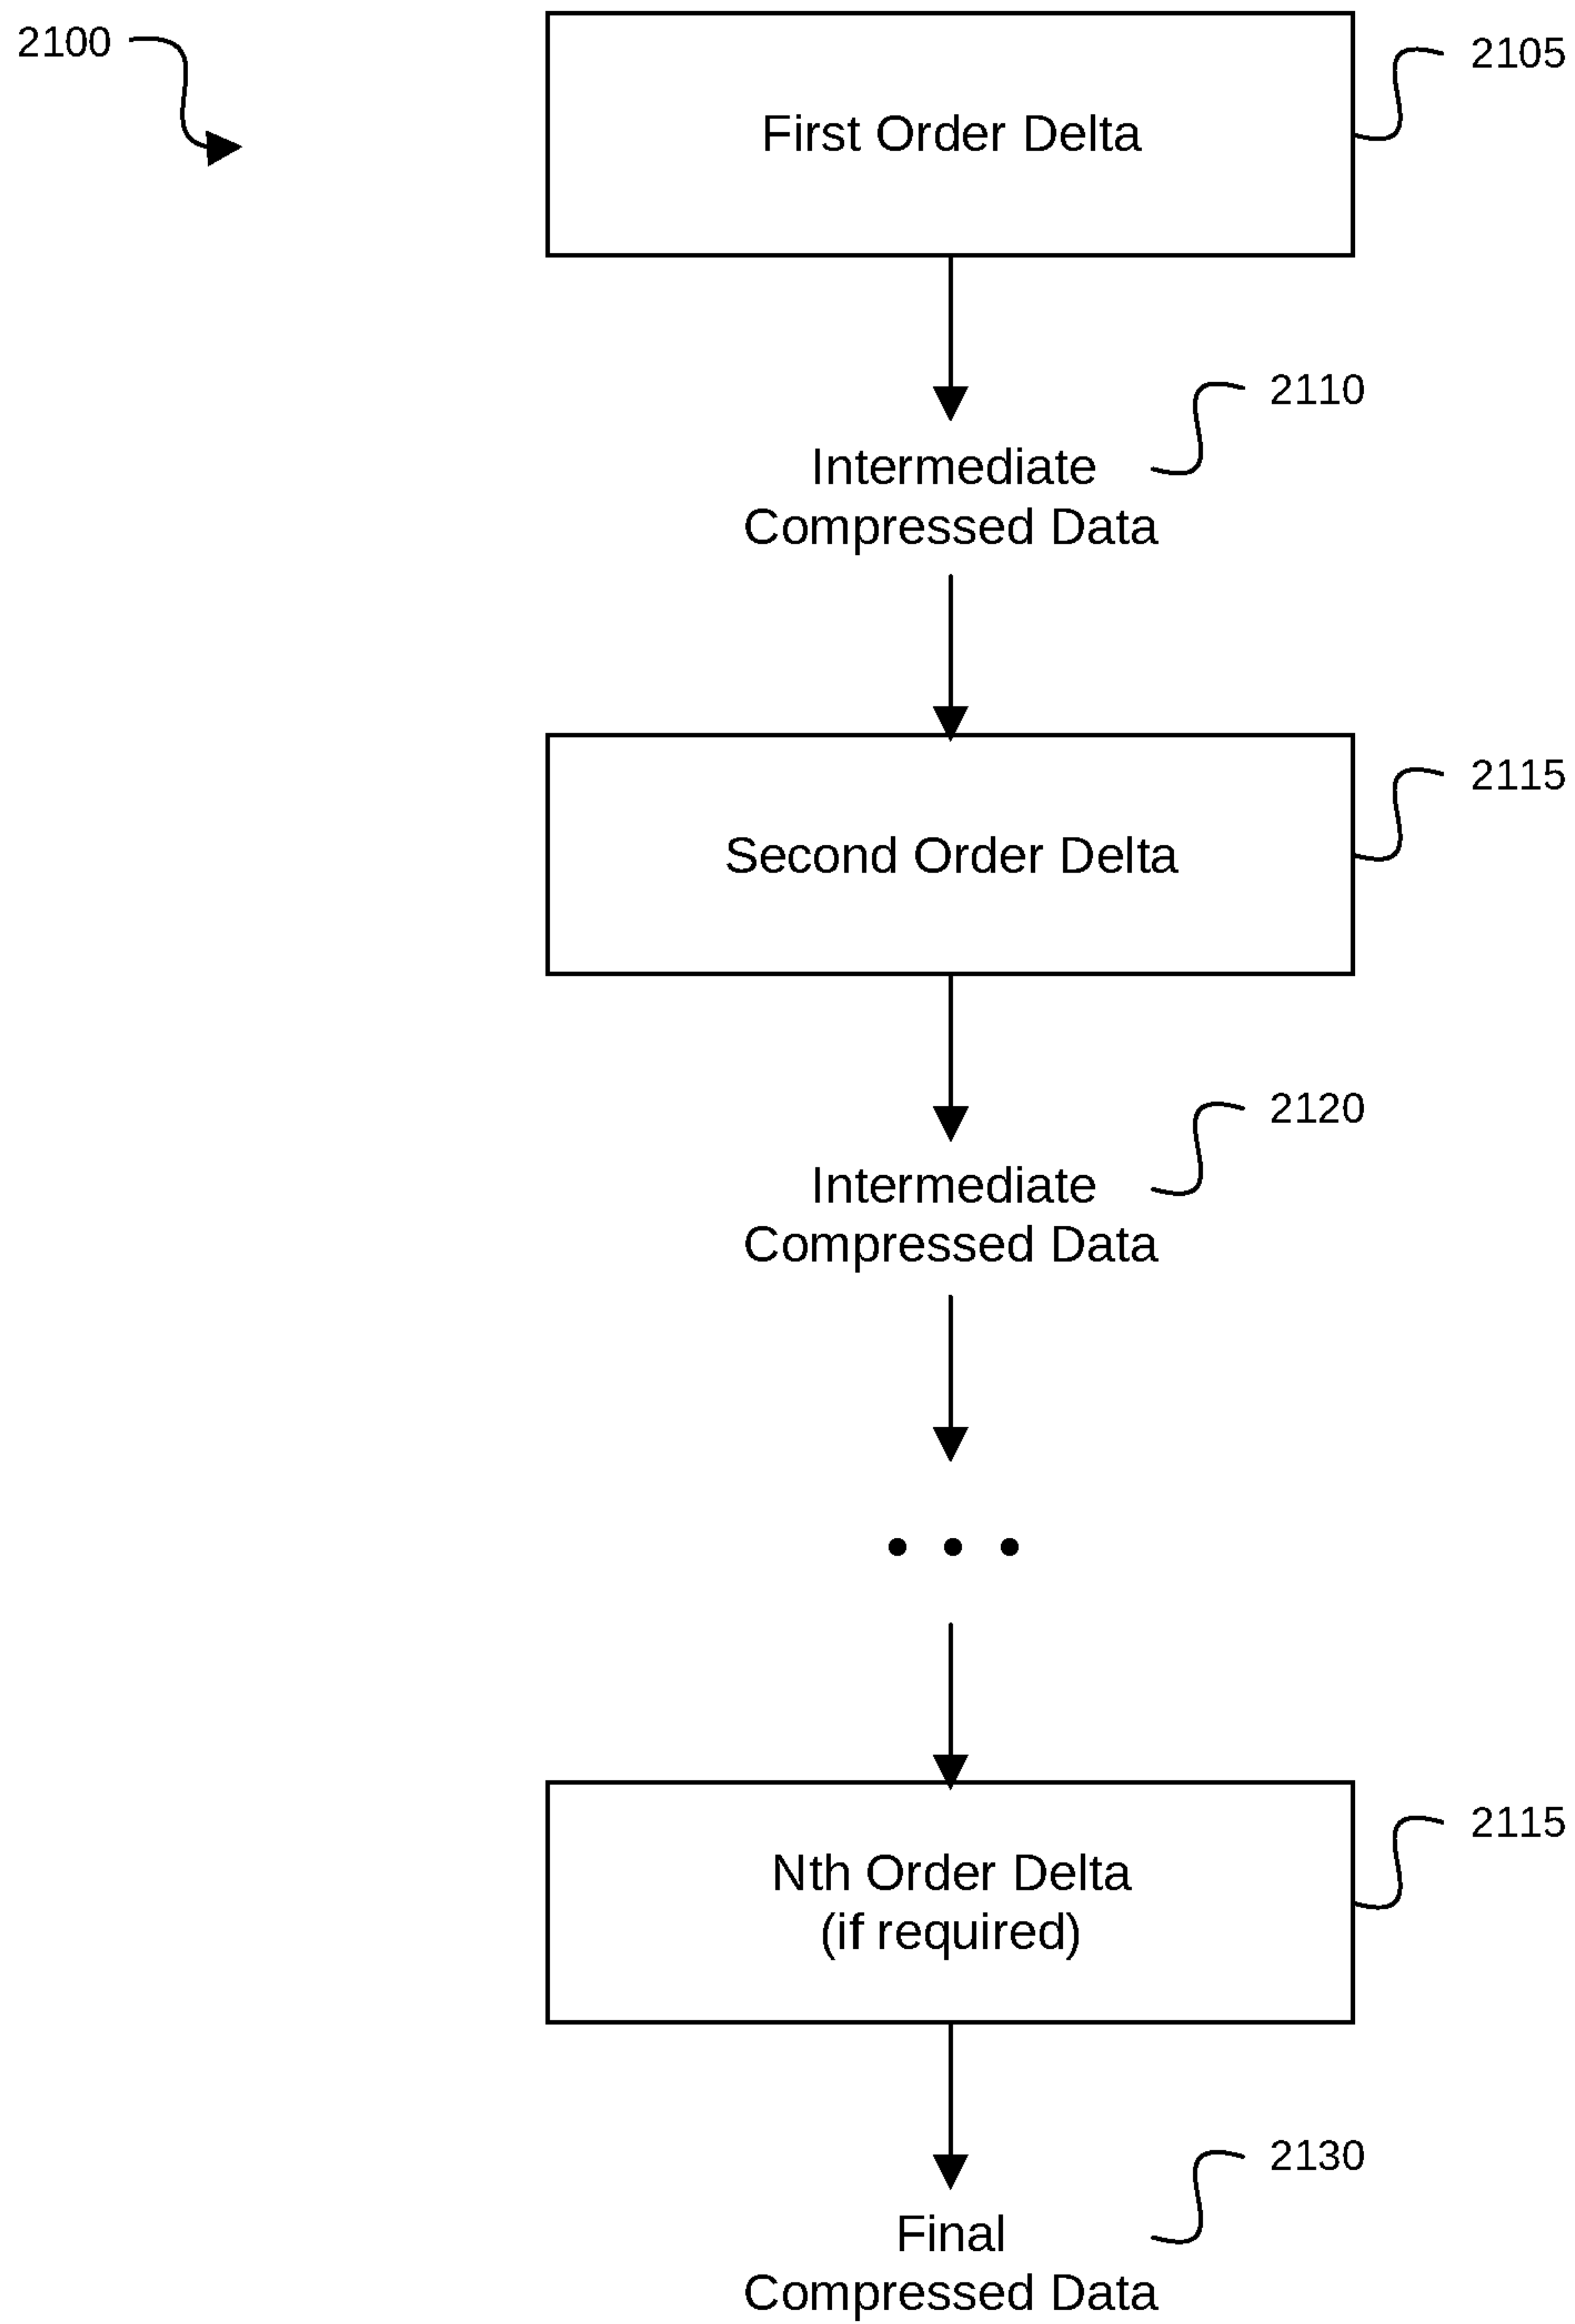 2100
First Order Delta
2105
Intermediate
Compressed Data
2110
Second Order Delta
2115
Intermediate
Compressed Data
2120
Nth Order Delta
(if required)
2115
Final
Compressed Data
2130